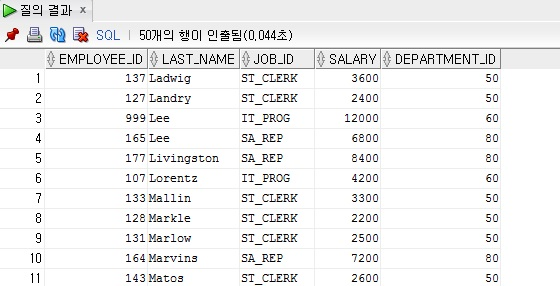 질의 결과 x
SQL | 50개의 행이 인출됨(0,044초)
EMPLOYEE_ID LAST_NAME JOB_ID SALARY DEPARTMENT_ID
1 137 Ladwig ST_CLERK 3600 50
2 127 Landry ST_CLERK 2400 50
3 999 Lee IT_PROG 12000 60
4 165 Lee SA_REP 6800 80
5 177 Livingston SA_REP 8400 80
6 107 Lorentz IT_PROG 4200 60
7 133 Mallin ST_CLERK 3300 50
8 128 Markle ST_CLERK 2200 50
9 131 Marlow ST_CLERK 2500 50
10 164 Marvins SA_REP 7200 80
11 143 Matos ST_CLERK 2600 50